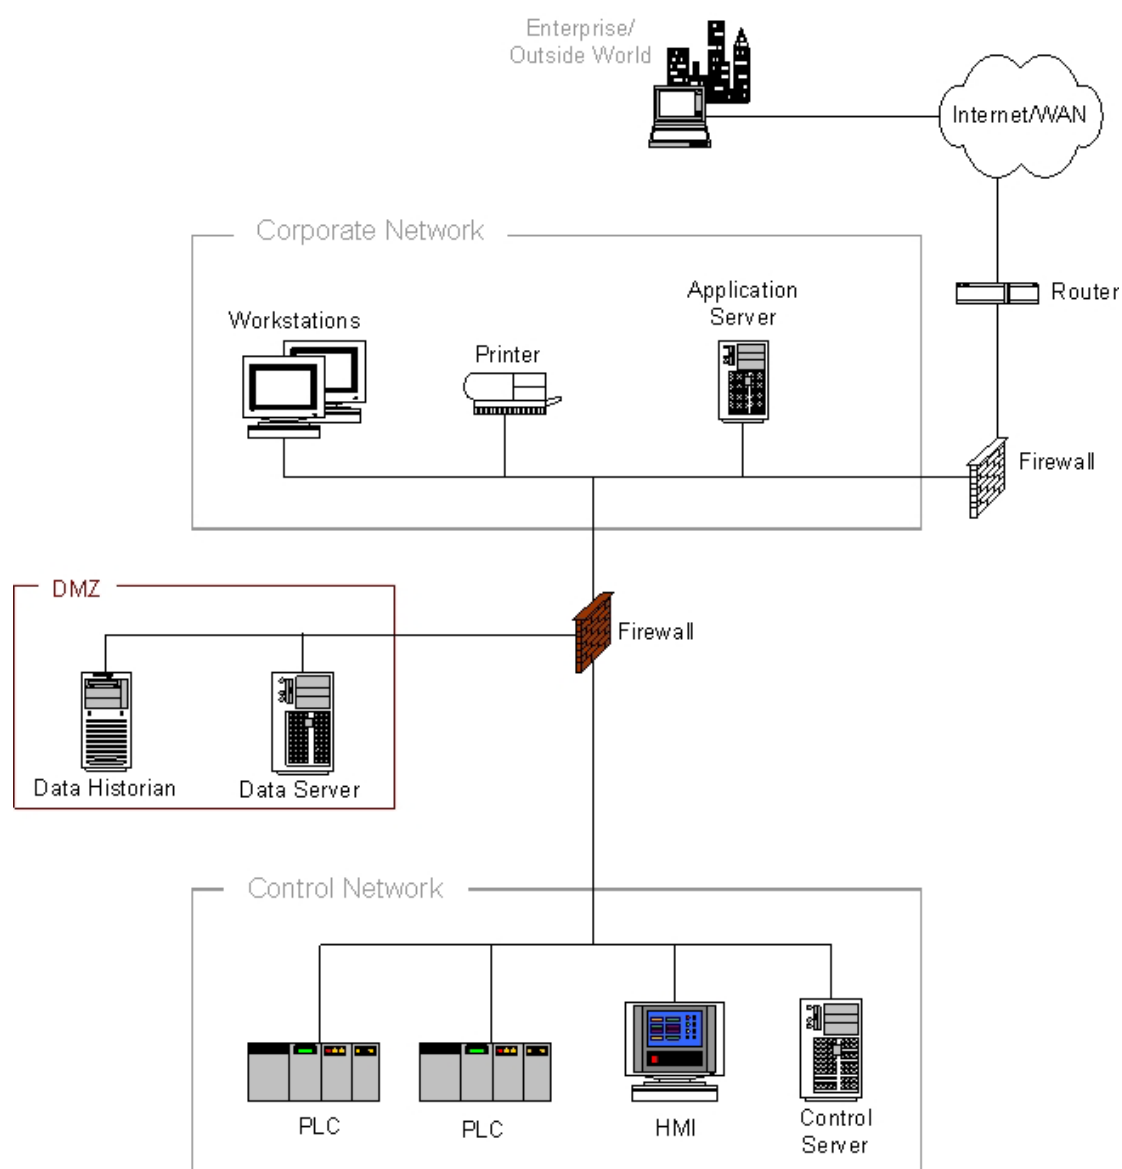 Enterprise/
Outside World
Internet/WAN
Corporate Network
Application
Server
Router
Workstations
Printer
Firewall
DMZ
Firewall
Data Historian
Data Server
Control Network
PLC
PLC
HMI
Control
Server